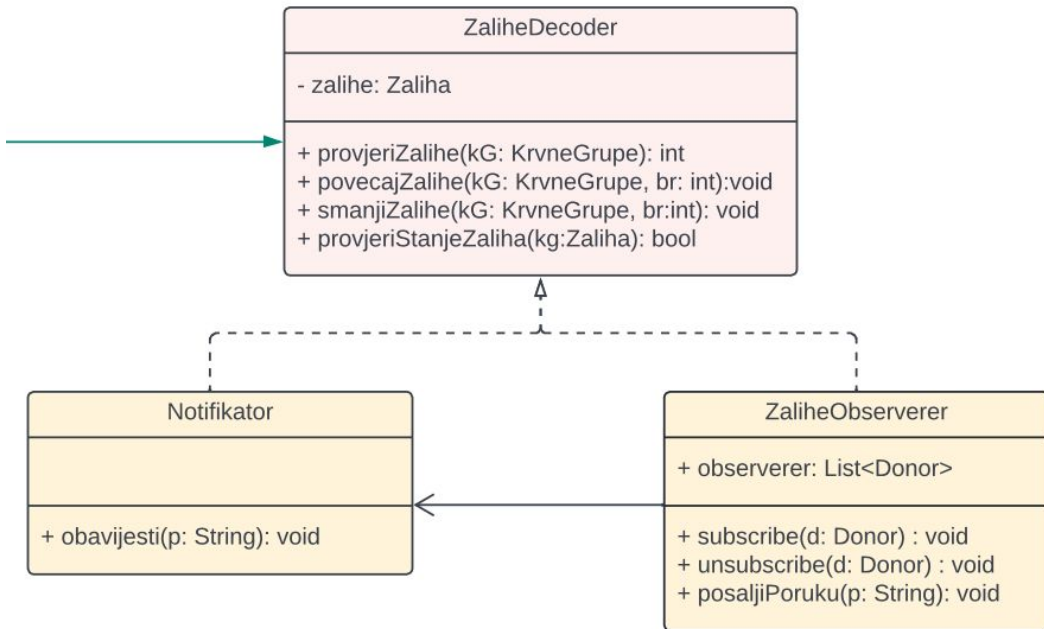 ZaliheDecoder
- zalihe: Zaliha
+ provjeriZalihe(kG: KrvneGrupe): int
+ povecajZalihe(kG: KrvneGrupe, br: int):void
+ smanjiZalihe(kG: KrvneGrupe, br:int): void
+ provjeriStanjeZaliha(kg:Zaliha): bool
Notifikator
+ obavijesti(p: String): void
ZaliheObserverer
+ observerer: List<Donor>
+ subscribe(d: Donor) : void
+ unsubscribe(d: Donor) : void
+ posaljiPoruku(p: String): void